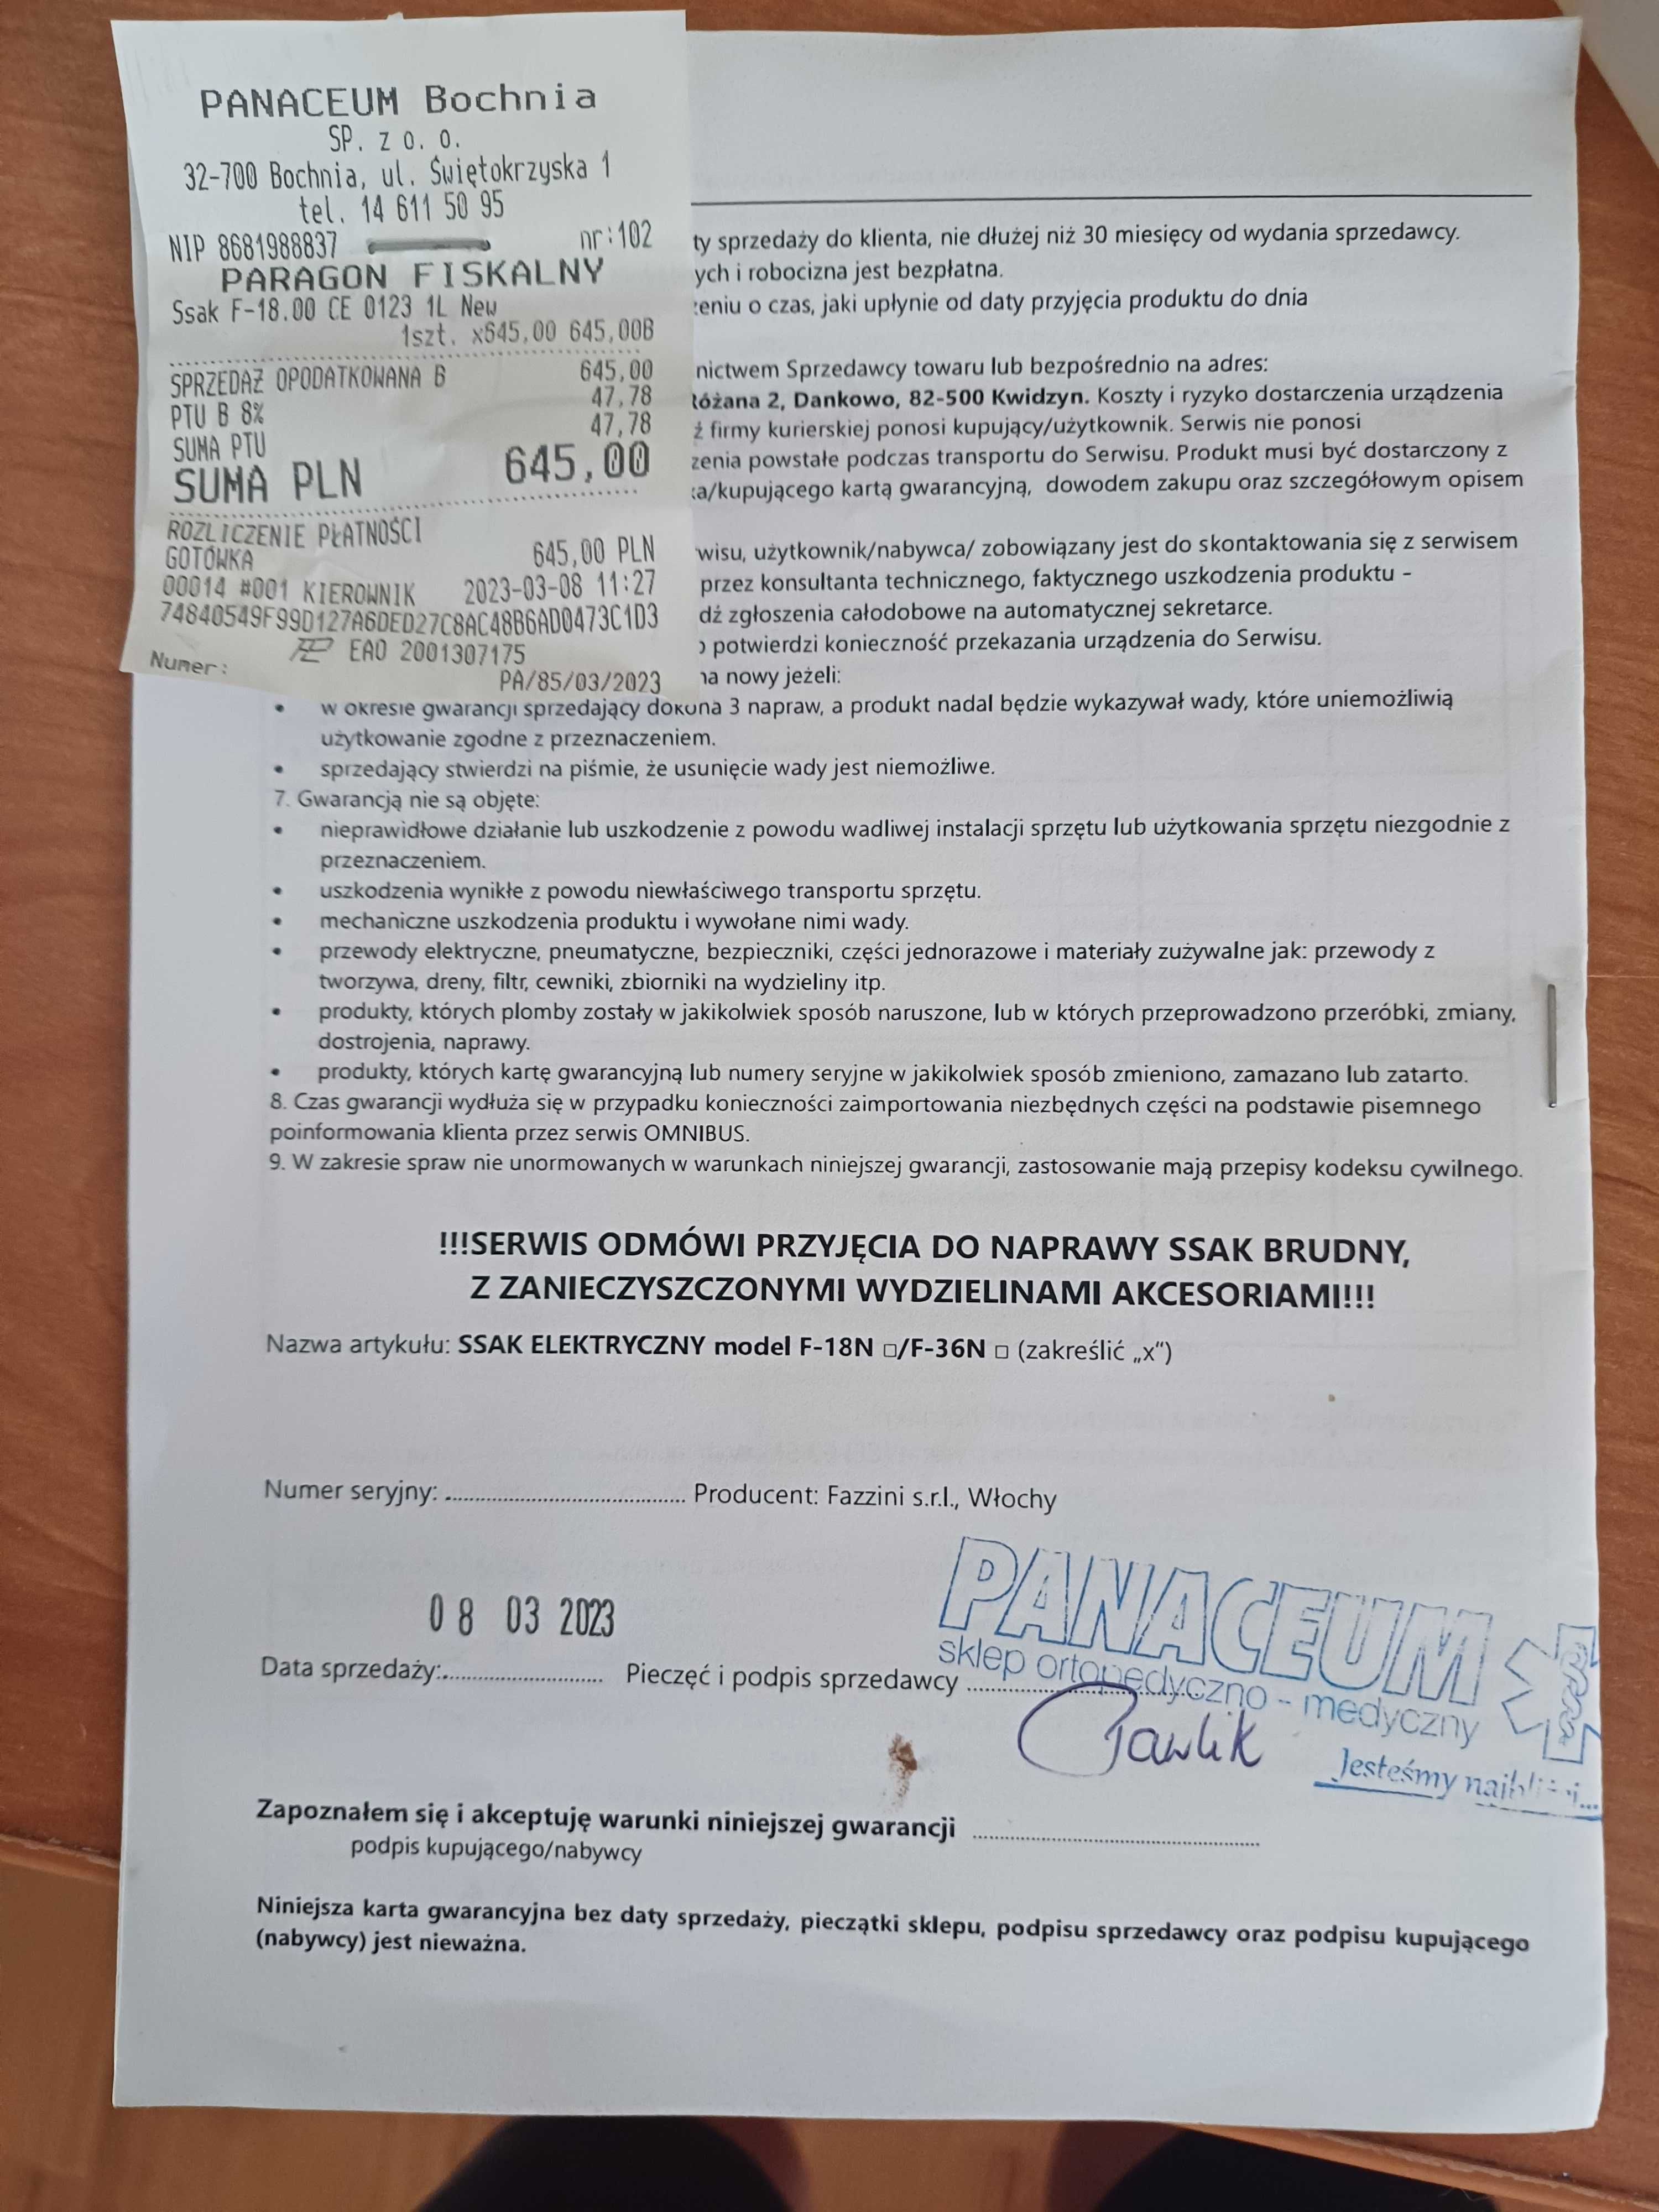 PANACEUM Bochnia
SP. z o. o.
32-700 Bochnia, ul. Świętokrzyska 1
tel. 14 611 50 95
NIP 8681988837 nr:102
PARAGON FISKALNY
Ssak F-18.00 CE 0123 1L New
1szt. x645,00 645,00B
SPRZEDAŻ OPODATKOWANA B 645,00
PTU B 8% 47,78
SUMA PTU 47,78
SUMA PLN 645,00
ROZLICZENIE PŁATNOŚCI
GOTÓWKA 645,00 PLN
00014 #001 KIEROWNIK 2023-03-08 11:27
74840549F99D127A6DED27C8AC48B6AD0473C1D3
EAO 2001307175
Numer: PA/85/03/2023
ty sprzedaży do klienta, nie dłużej niż 30 miesięcy od wydania sprzedawcy.
ych i robocizna jest bezpłatna.
eniu o czas, jaki upłynie od daty przyjęcia produktu do dnia
nictwem Sprzedawcy towaru lub bezpośrednio na adres:
Różana 2, Dankowo, 82-500 Kwidzyn. Koszty i ryzyko dostarczenia urządzenia
ź firmy kurierskiej ponosi kupujący/użytkownik. Serwis nie ponosi
zenia powstałe podczas transportu do Serwisu. Produkt musi być dostarczony z
ka/kupującego kartą gwarancyjną, dowodem zakupu oraz szczegółowym opisem
wisu, użytkownik/nabywca/ zobowiązany jest do skontaktowania się z serwisem
przez konsultanta technicznego, faktycznego uszkodzenia produktu –
dź zgłoszenia całodobowe na automatycznej sekretarce.
o potwierdzi konieczność przekazania urządzenia do Serwisu.
na nowy jeżeli:
• w okresie gwarancji sprzedający dokona 3 napraw, a produkt nadal będzie wykazywał wady, które uniemożliwią
użytkowanie zgodne z przeznaczeniem.
• sprzedający stwierdzi na piśmie, że usunięcie wady jest niemożliwe.
7. Gwarancją nie są objęte:
• nieprawidłowe działanie lub uszkodzenie z powodu wadliwej instalacji sprzętu lub użytkowania sprzętu niezgodnie z
przeznaczeniem.
• uszkodzenia wynikłe z powodu niewłaściwego transportu sprzętu.
• mechaniczne uszkodzenia produktu i wywołane nimi wady.
• przewody elektryczne, pneumatyczne, bezpieczniki, części jednorazowe i materiały zużywalne jak: przewody z
tworzywa, dreny, filtr, cewniki, zbiorniki na wydzieliny itp.
• produkty, których plomby zostały w jakikolwiek sposób naruszone, lub w których przeprowadzono przeróbki, zmiany,
dostrojenia, naprawy.
• produkty, których kartę gwarancyjną lub numery seryjne w jakikolwiek sposób zmieniono, zamazano lub zatarto.
8. Czas gwarancji wydłuża się w przypadku konieczności zaimportowania niezbędnych części na podstawie pisemnego
poinformowania klienta przez serwis OMNIBUS.
9. W zakresie spraw nie unormowanych w warunkach niniejszej gwarancji, zastosowanie mają przepisy kodeksu cywilnego.
!!!SERWIS ODMÓWI PRZYJĘCIA DO NAPRAWY SSAK BRUDNY,
Z ZANIECZYSZCZONYMI WYDZIELINAMI AKCESORIAMI!!!
Nazwa artykułu: SSAK ELEKTRYCZNY model F-18N □/F-36N □ (zakreślić „x”)
Numer seryjny: ........................................ Producent: Fazzini s.r.l., Włochy
08 03 2023
PANACEUM
sklep ortopedyczno - medyczny
Data sprzedaży:........................... Pieczęć i podpis sprzedawcy ....................................
Pawlik
Jesteśmy
Zapoznałem się i akceptuję warunki niniejszej gwarancji ................................................
podpis kupującego/nabywcy
Niniejsza karta gwarancyjna bez daty sprzedaży, pieczątki sklepu, podpisu sprzedawcy oraz podpisu kupującego
(nabywcy) jest nieważna.